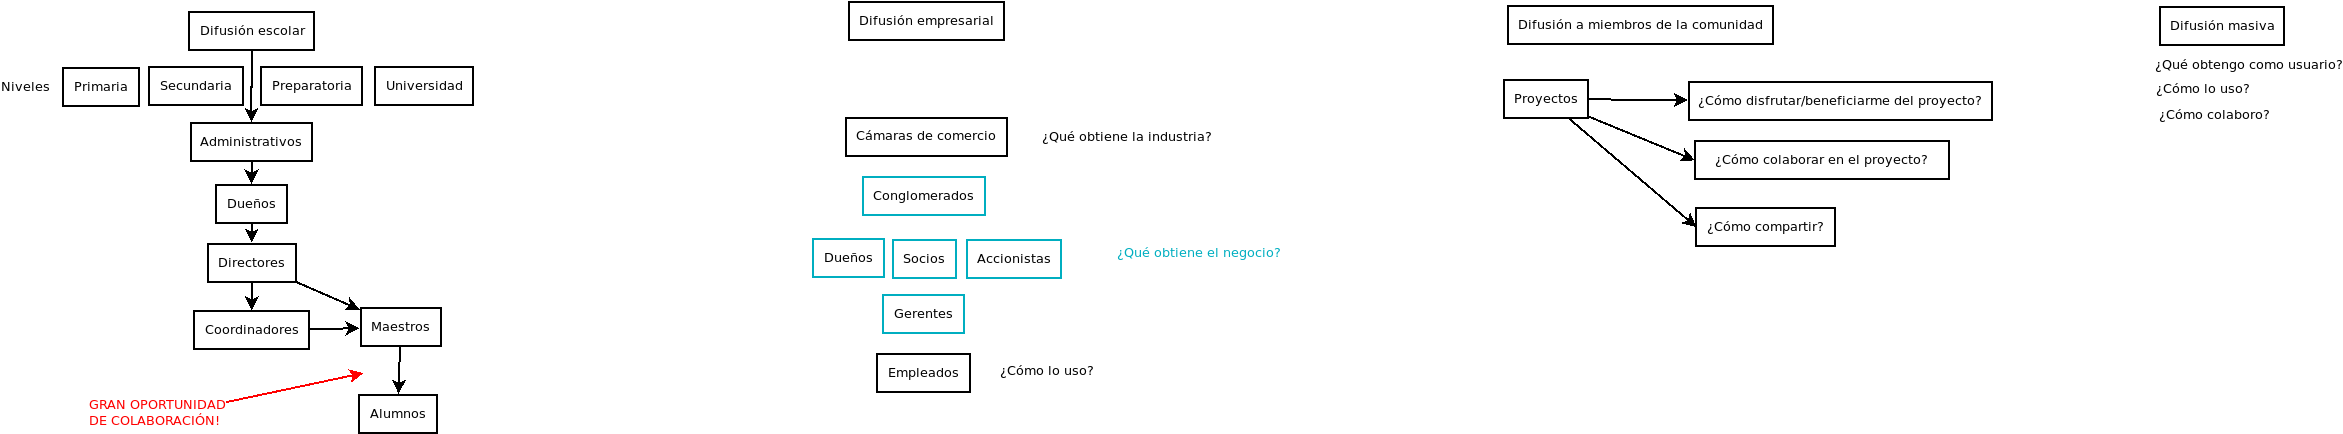 Difusión escolar
Niveles
Primaria
Secundaria
Preparatoria
Universidad
Administrativos
Dueños
Directores
Coordinadores
Maestros
GRAN OPORTUNIDAD
DE COLABORACIÓN!
Alumnos
Difusión empresarial
Cámaras de comercio
¿Qué obtiene la industria?
Conglomerados
Dueños
Socios
Accionistas
¿Qué obtiene el negocio?
Gerentes
Empleados
¿Cómo lo uso?
Difusión a miembros de la comunidad
Proyectos
¿Cómo disfrutar/beneficiarme del proyecto?
¿Cómo colaborar en el proyecto?
¿Cómo compartir?
Difusión masiva
¿Qué obtengo como usuario?
¿Cómo lo uso?
¿Cómo colaboro?